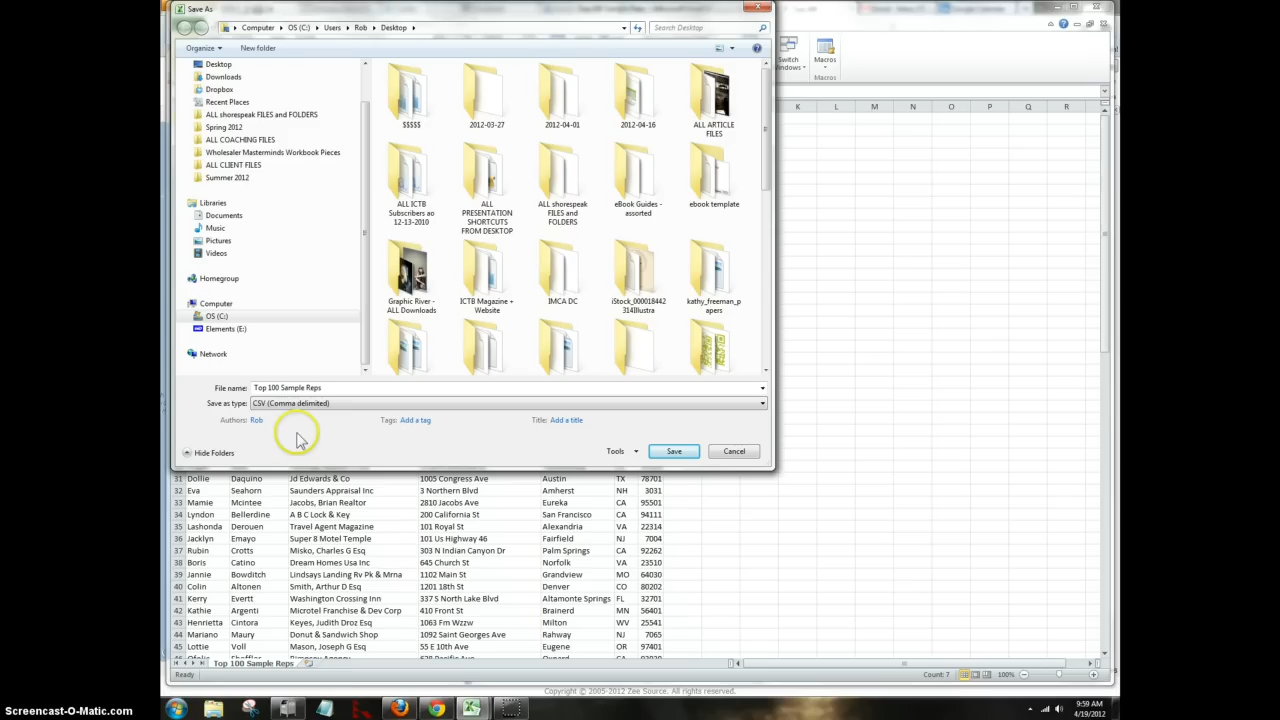 Save As
Computer OS (C:) Users Rob Desktop
Search Desktop
Organize New folder
Desktop
Downloads
Dropbox
Recent Places
ALL shorespeak FILES and FOLDERS
Spring 2012
ALL COACHING FILES
Wholesaler Masterminds Workbook Pieces
ALL CLIENT FILES
Summer 2012
Libraries
Documents
Music
Pictures
Videos
Homegroup
Computer
OS (C:)
Elements (E:)
Network
$$$$$
2012-03-27
2012-04-01
2012-04-16
ALL ARTICLE
FILES
ALL ICTB
Subscribers ao
12-13-2010
ALL
PRESENTATION
SHORTCUTS
FROM DESKTOP
ALL shorespeak
FILES and
FOLDERS
eBook Guides -
assorted
ebook template
Graphic River -
ALL Downloads
ICTB Magazine +
Website
IMCA DC
iStock_000018442
314Illustra
kathy_freeman_p
apers
File name: Top 100 Sample Reps
Save as type: CSV (Comma delimited)
Authors: Rob Tags: Add a tag Title: Add a title
Hide Folders Tools Save Cancel
Switch
Windows
Macros
Macros
K L M N O P Q R
31 Dollie Daquino Jd Edwards & Co 1005 Congress Ave Austin TX 78701
32 Eva Seahorn Saunders Appraisal Inc 3 Northern Blvd Amherst NH 3031
33 Mamie Mcintee Jacobs, Brian Realtor 2810 Jacobs Ave Eureka CA 95501
34 Lyndon Bellerdine A B C Lock & Key 200 California St San Francisco CA 94111
35 Lashonda Derouen Travel Agent Magazine 101 Royal St Alexandria VA 22314
36 Jacklyn Emayo Super 8 Motel Temple 101 Us Highway 46 Fairfield NJ 7004
37 Rubin Crotts Misko, Charles G Esq 303 N Indian Canyon Dr Palm Springs CA 92262
38 Boris Catino Dream Homes Usa Inc 645 Church St Norfolk VA
39 Jannie Bowditch Lindsays Landing Rv Pk & Mrna 1102 Main St Grandview MO 64030
40 Colin Altonen Smith, Arthur D Esq 1201 18th St Denver CO 80202
41 Kerry Evertt Washington Crossing Inn 337 S North Lake Blvd Altamonte Springs FL 32701
42 Kathie Argenti Microtel Franchise & Dev Corp 410 Front St Brainerd MN 56401
43 Henrietta Cintora Keyes, Judith Droz Esq 1063 Fm Wzzw Milton WV 25541
44 Mariano Maury Donut & Sandwich Shop 1092 Saint Georges Ave Rahway NJ 7065
45 Lottie Voll Mason, Joseph G Esq 55 E 10th Ave Eugene OR
Top 100 Sample Reps
Ready Count: 7 100%
Copyright © 2005-2012 Zee Source. All rights reserved.
Screencast-O-Matic.com
9:59 AM
4/19/2012